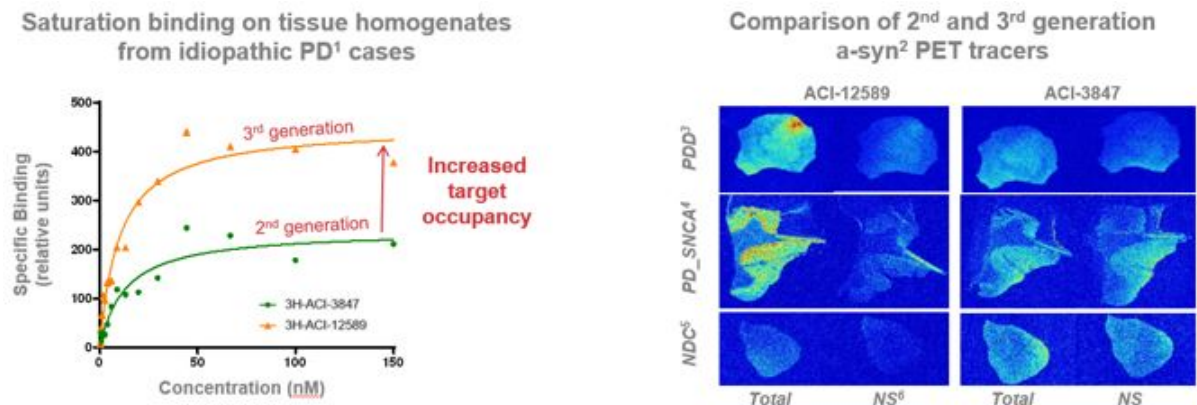 Saturation binding on tissue homogenates
from idiopathic PD¹ cases
Specific Binding
(relative units)
500
400
300
200
100
0
3rd generation
2nd generation
Increased
target
occupancy
3H-ACI-3847
3H-ACI-12589
0
50
100
150
Concentration (nM)
Comparison of 2nd and 3rd generation
a-syn² PET tracers
ACI-12589
ACI-3847
PDD³
PD_SNCA⁴
NDC⁵
Total
NS⁶
Total
NS